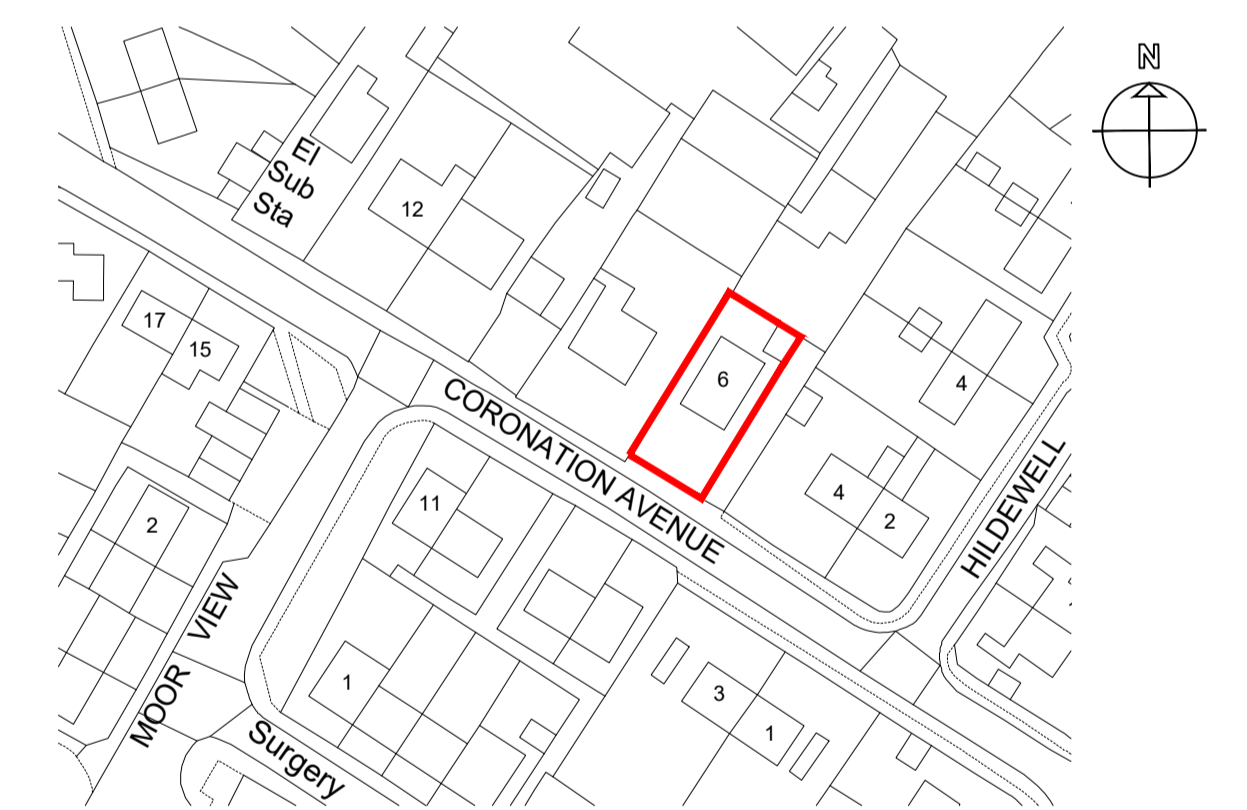 N
El
Sub
Sta
12
17
15
6
4
CORONATION AVENUE
4
2
11
2
HILDEWELL
MOOR VIEW
1
3
1
Surgery